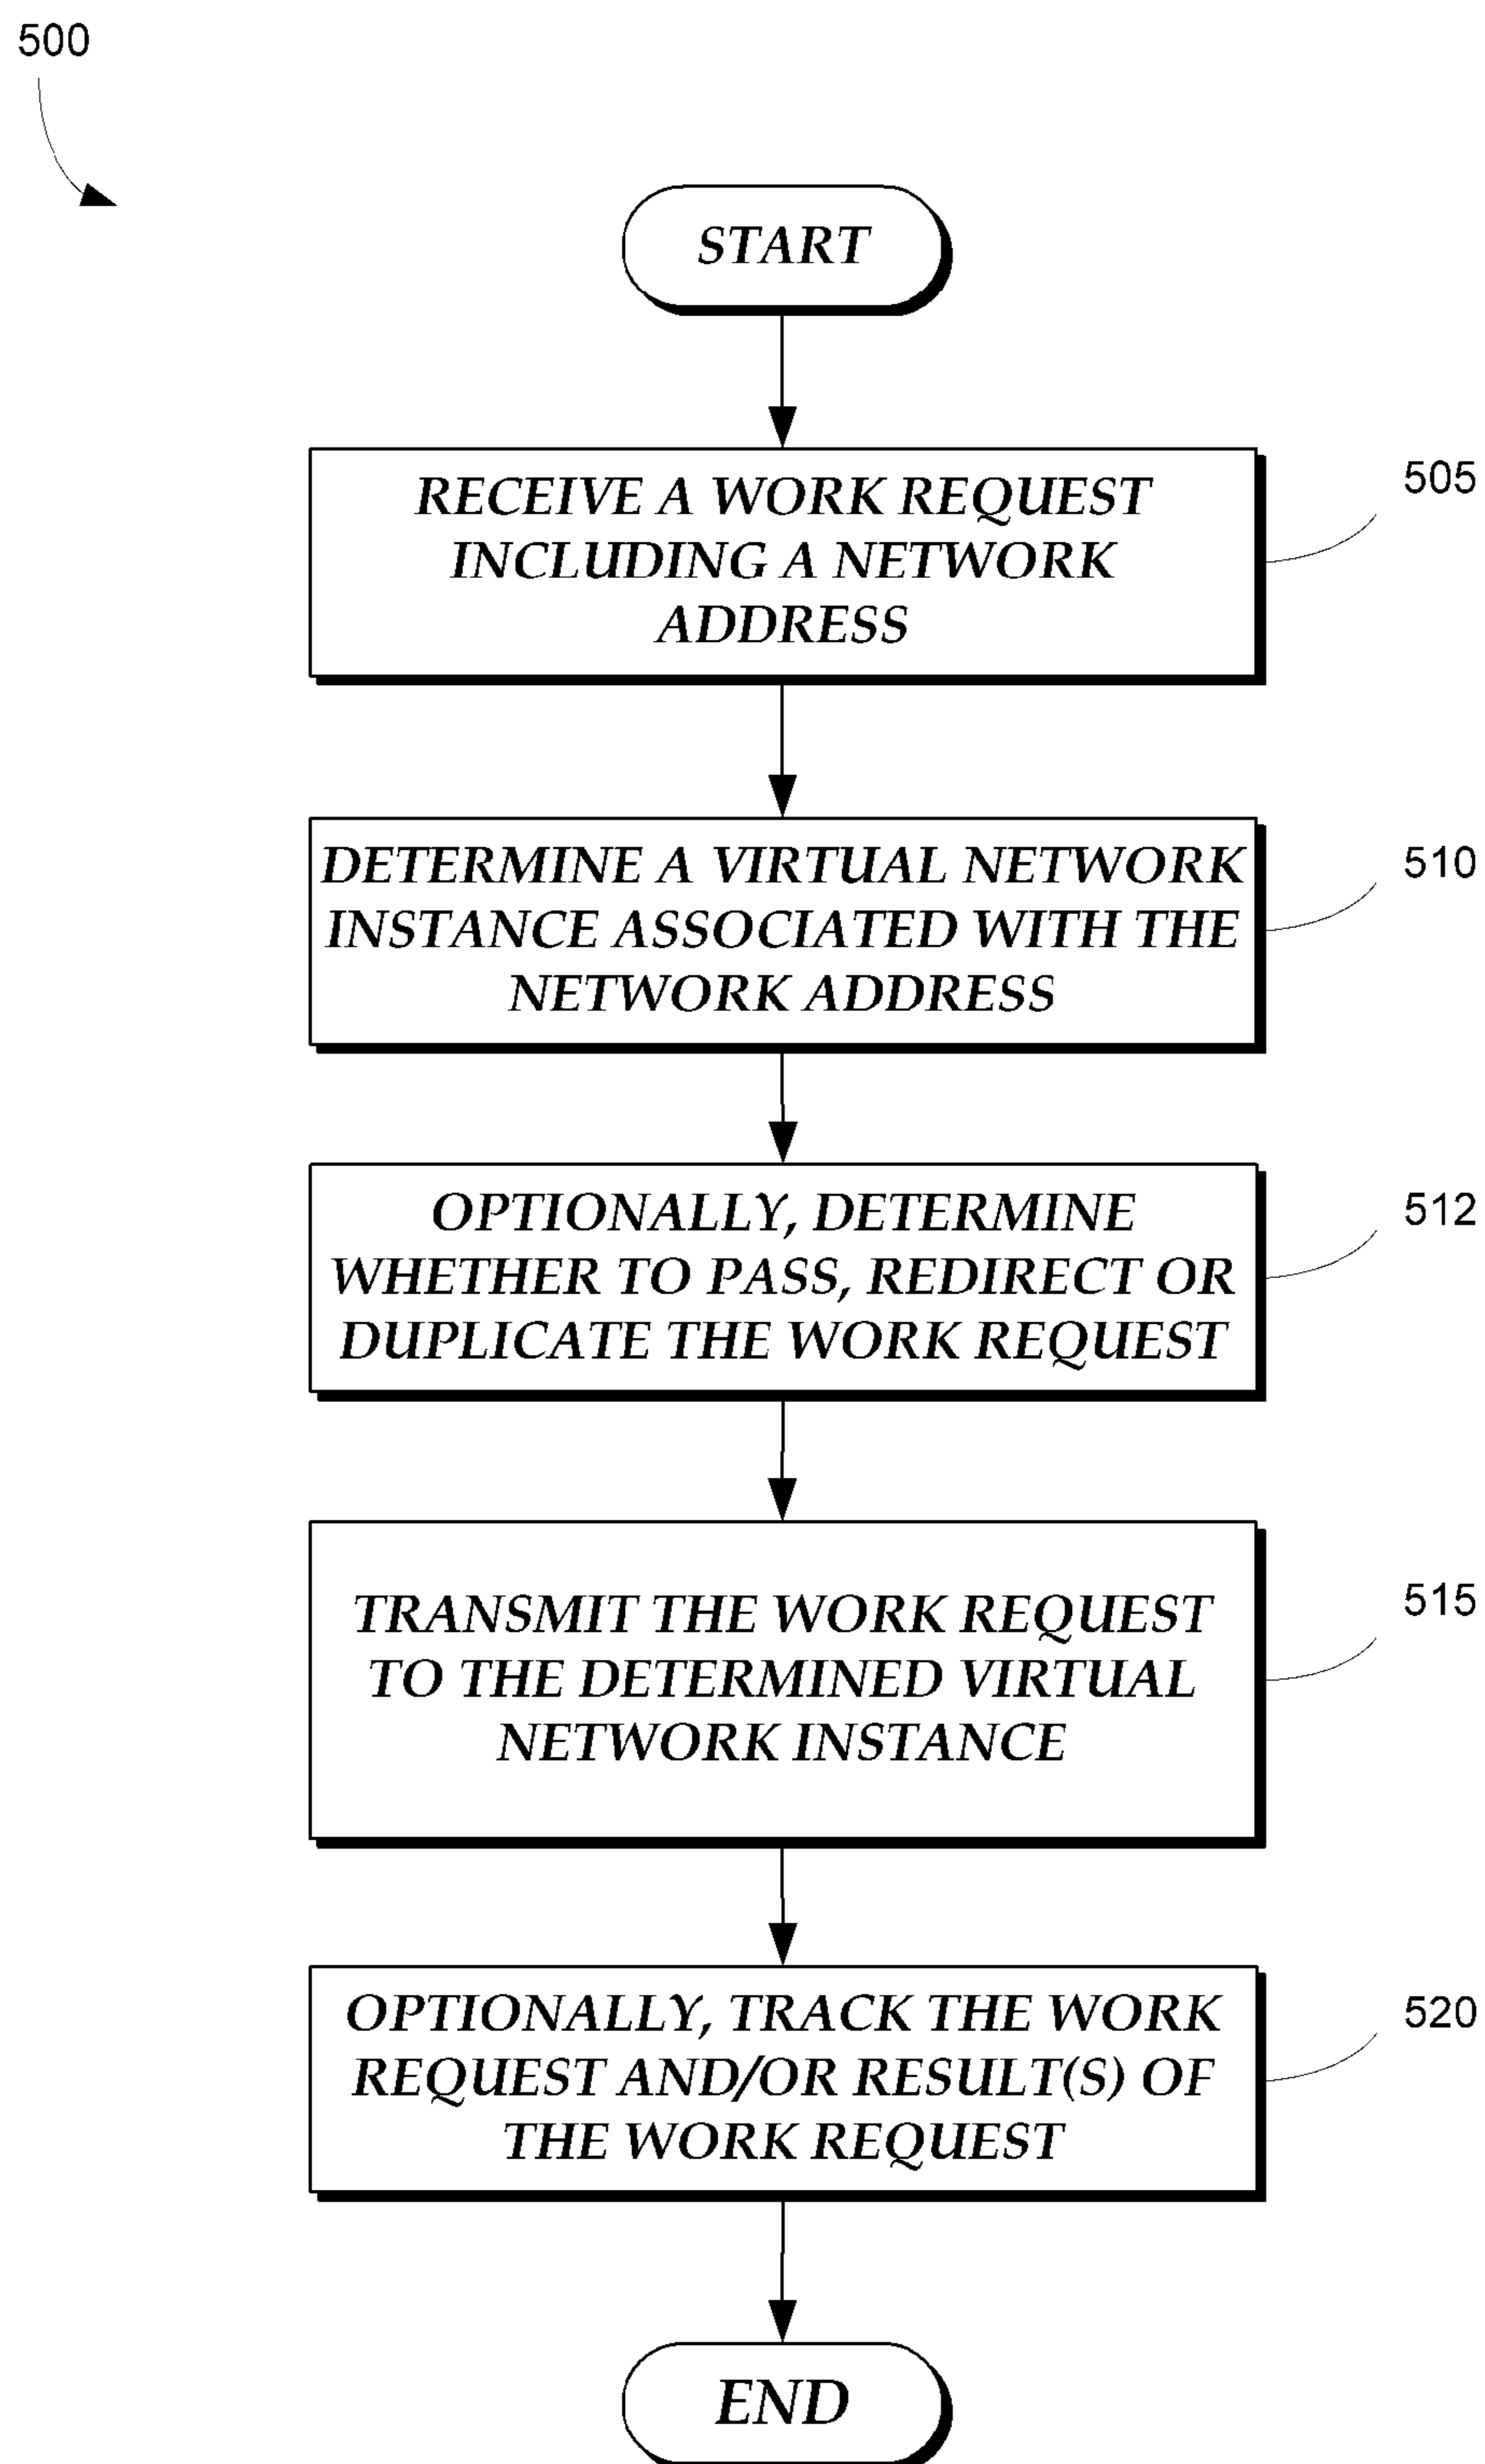 500
START
RECEIVE A WORK REQUEST
INCLUDING A NETWORK
ADDRESS
505
DETERMINE A VIRTUAL NETWORK
INSTANCE ASSOCIATED WITH THE
NETWORK ADDRESS
510
OPTIONALLY, DETERMINE
WHETHER TO PASS, REDIRECT OR
DUPLICATE THE WORK REQUEST
512
TRANSMIT THE WORK REQUEST
TO THE DETERMINED VIRTUAL
NETWORK INSTANCE
515
OPTIONALLY, TRACK THE WORK
REQUEST AND/OR RESULT(S) OF
THE WORK REQUEST
520
END